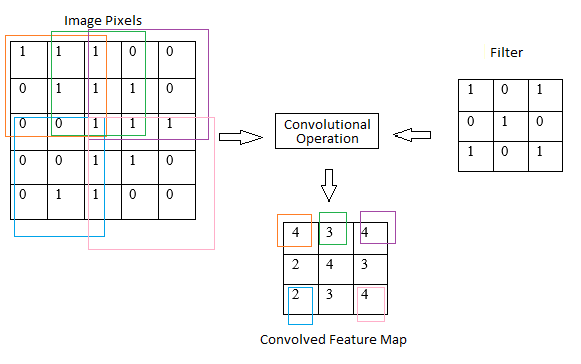 Image Pixels
1 1 1 0 0
0 1 1 1 0
0 0 1 1 1
0 0 1 1 0
0 1 1 0 0
Filter
1 0 1
0 1 0
1 0 1
Convolutional
Operation
4 3 4
2 4 3
2 3 4
Convolved Feature Map